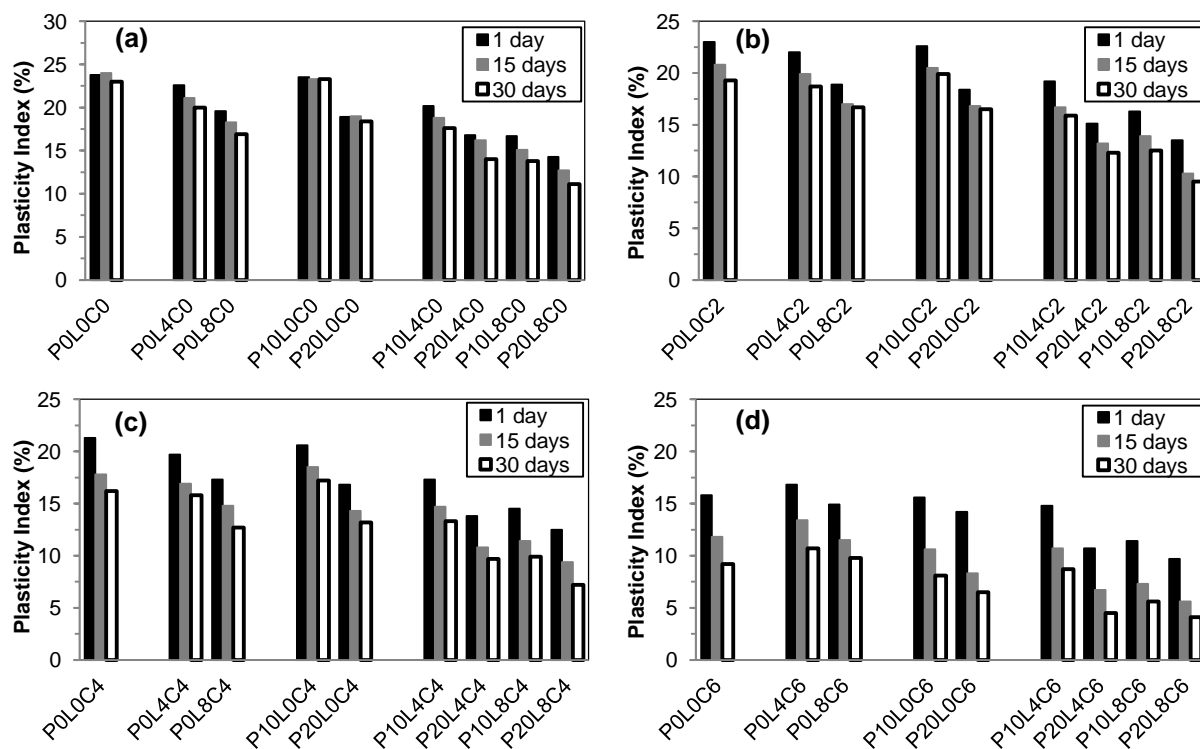 (a)
1 day
15 days
30 days
Plasticity Index (%)
30
25
20
15
10
5
0
P0L0C0
P0L4C0
P0L8C0
P10L0C0
P20L0C0
P10L4C0
P20L4C0
P10L8C0
P20L8C0
(b)
1 day
15 days
30 days
Plasticity Index (%)
25
20
15
10
5
0
P0L0C2
P0L4C2
P0L8C2
P10L0C2
P20L0C2
P10L4C2
P20L4C2
P10L8C2
P20L8C2
(c)
1 day
15 days
30 days
Plasticity Index (%)
25
20
15
10
5
0
P0L0C4
P0L4C4
P0L8C4
P10L0C4
P20L0C4
P10L4C4
P20L4C4
P10L8C4
P20L8C4
(d)
1 day
15 days
30 days
Plasticity Index (%)
25
20
15
10
5
0
P0L0C6
P0L4C6
P0L8C6
P10L0C6
P20L0C6
P10L4C6
P20L4C6
P10L8C6
P20L8C6